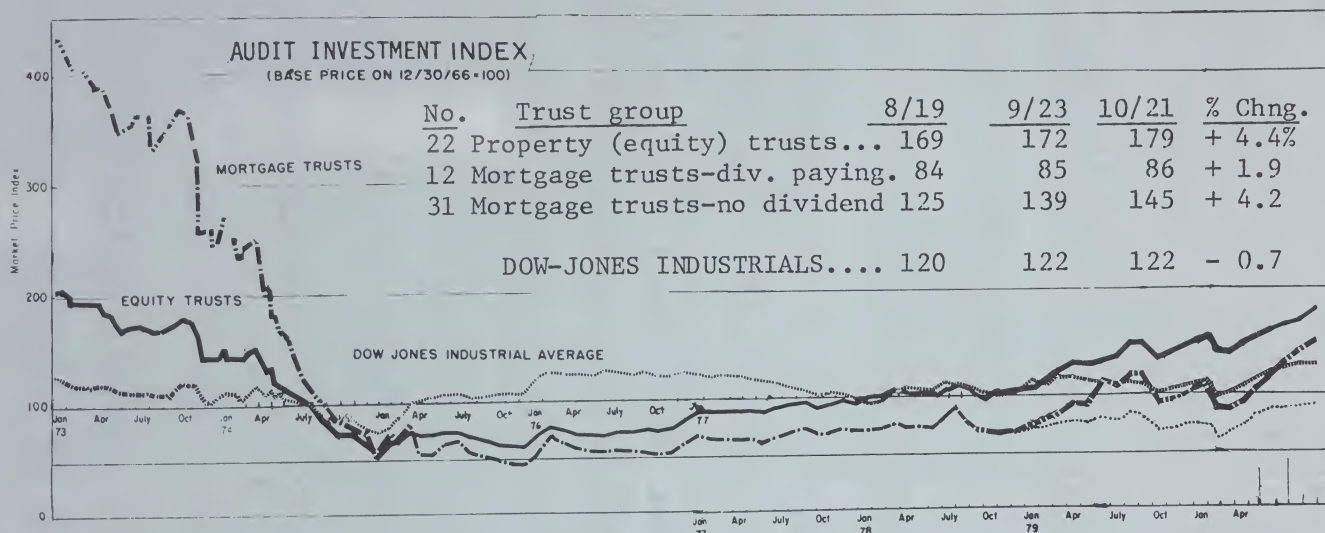 AUDIT INVESTMENT INDEX
(BASE PRICE ON 12/30/66=100)
No. Trust group 8/19 9/23 10/21 % Chng.
22 Property (equity) trusts... 169 172 179 + 4.4%
12 Mortgage trusts-div. paying. 84 85 86 + 1.9
31 Mortgage trusts-no dividend 125 139 145 + 4.2
DOW-JONES INDUSTRIALS.... 120 122 122 - 0.7
Market Price Index
400
300
200
100
0
MORTGAGE TRUSTS
EQUITY TRUSTS
DOW JONES INDUSTRIAL AVERAGE
Jan Apr July Oct Jan Apr July Jan Apr July Oct Jan Apr July Oct
73 74 76 77
Jan Apr July Oct Jan Apr July Oct Jan Apr July Oct Jan Apr
78 79